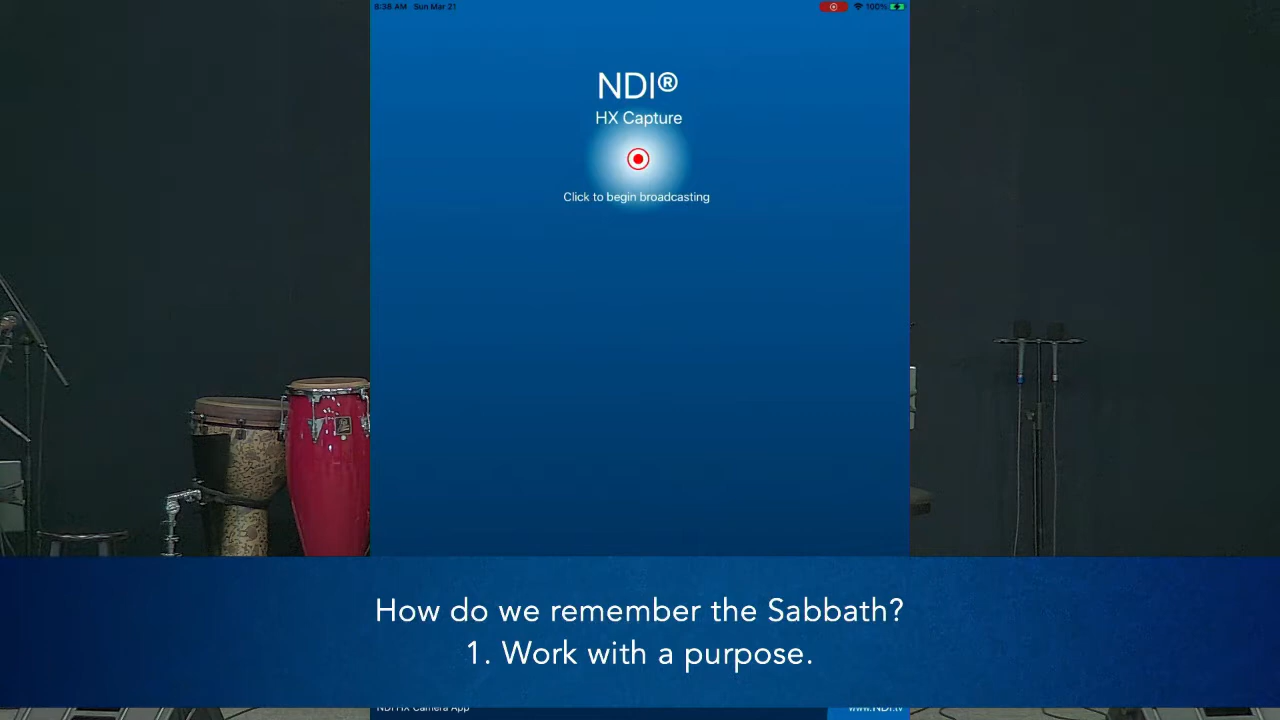 8:38 AM Sun Mar 21
100%
NDI®
HX Capture
Click to begin broadcasting
How do we remember the Sabbath?
1. Work with a purpose.
NDI HX Camera App
www.NDI.tv